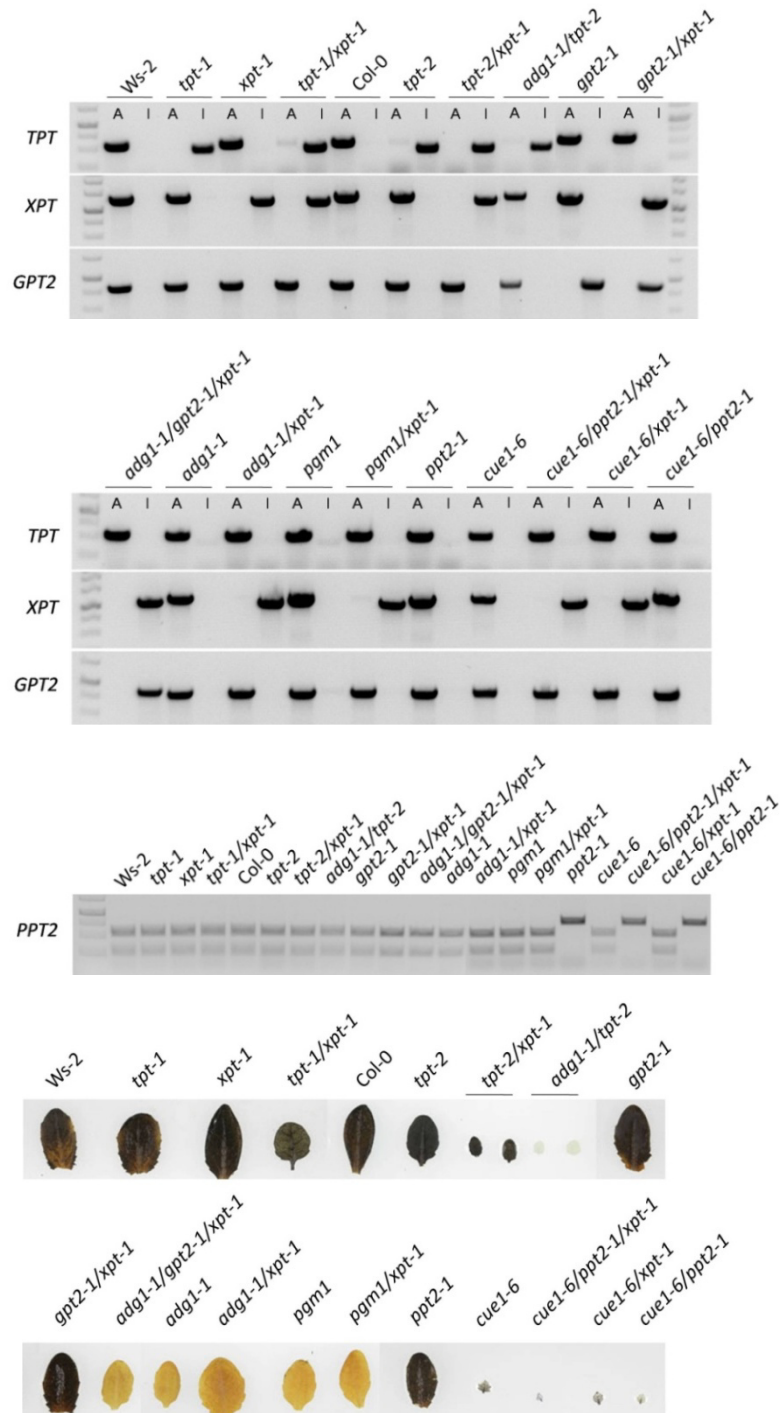 Ws-2 tpt-1 xpt-1 tpt-1/xpt-1 Col-0 tpt-2 tpt-2/xpt-1 adg1-1/tpt-2 gpt2-1 gpt2-1/xpt-1
A I A I A I A I A I A I A I A I A I A I
TPT
XPT
GPT2
adg1-1/gpt2-1/xpt-1 adg1-1 adg1-1/xpt-1 pgm1 pgm1/xpt-1 ppt2-1 cue1-6 cue1-6/ppt2-1/xpt-1 cue1-6/xpt-1 cue1-6/ppt2-1
A I A I A I A I A I A I A I A I A I A I
TPT
XPT
GPT2
Ws-2 tpt-1 xpt-1 tpt-1/xpt-1 Col-0 tpt-2 tpt-2/xpt-1 adg1-1/tpt-2 gpt2-1 gpt2-1/xpt-1 adg1-1/gpt2-1/xpt-1 adg1-1 adg1-1/xpt-1 pgm1 pgm1/xpt-1 ppt2-1 cue1-6 cue1-6/ppt2-1/xpt-1 cue1-6/xpt-1 cue1-6/ppt2-1
PPT2
Ws-2 tpt-1 xpt-1 tpt-1/xpt-1 Col-0 tpt-2 tpt-2/xpt-1 adg1-1/tpt-2 gpt2-1
gpt2-1/xpt-1 adg1-1/gpt2-1/xpt-1 adg1-1 adg1-1/xpt-1 pgm1 pgm1/xpt-1 ppt2-1 cue1-6 cue1-6/ppt2-1/xpt-1 cue1-6/xpt-1 cue1-6/ppt2-1